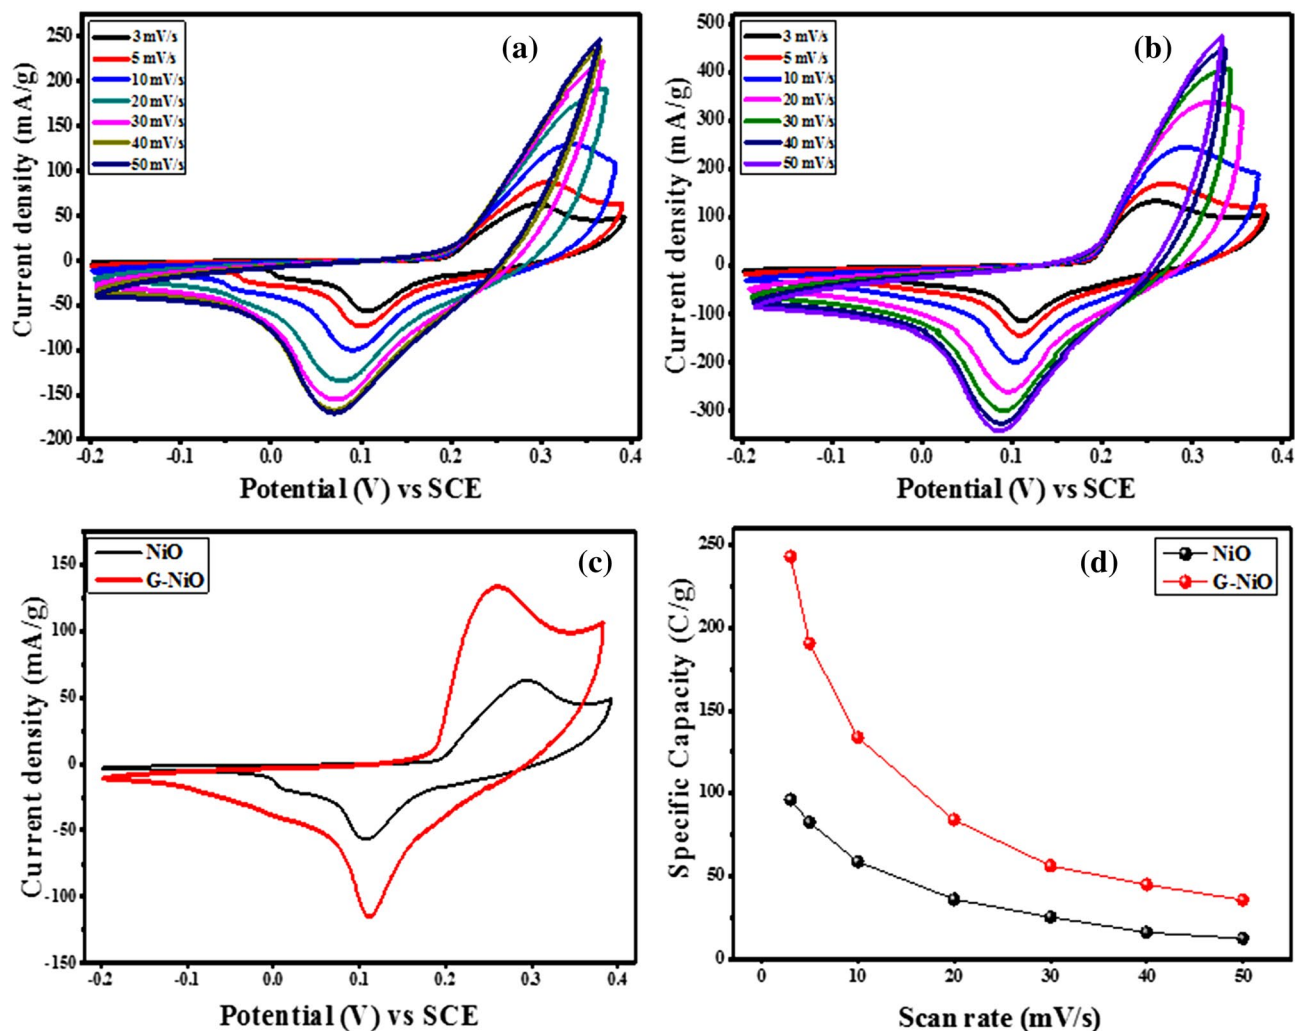 (a)
3 mV/s
5 mV/s
10 mV/s
20 mV/s
30 mV/s
40 mV/s
50 mV/s
Current density (mA/g)
250
200
150
100
50
0
-50
-100
-150
-200
-0.2 -0.1 0.0 0.1 0.2 0.3 0.4
Potential (V) vs SCE
(b)
3 mV/s
5 mV/s
10 mV/s
20 mV/s
30 mV/s
40 mV/s
50 mV/s
Current density (mA/g)
500
400
300
200
100
0
-100
-200
-300
-0.2 -0.1 0.0 0.1 0.2 0.3 0.4
Potential (V) vs SCE
(c)
NiO
G-NiO
Current density (mA/g)
150
100
50
0
-50
-100
-150
-0.2 -0.1 0.0 0.1 0.2 0.3 0.4
Potential (V) vs SCE
(d)
NiO
G-NiO
Specific Capacity (C/g)
250
200
150
100
50
0
0 10 20 30 40 50
Scan rate (mV/s)